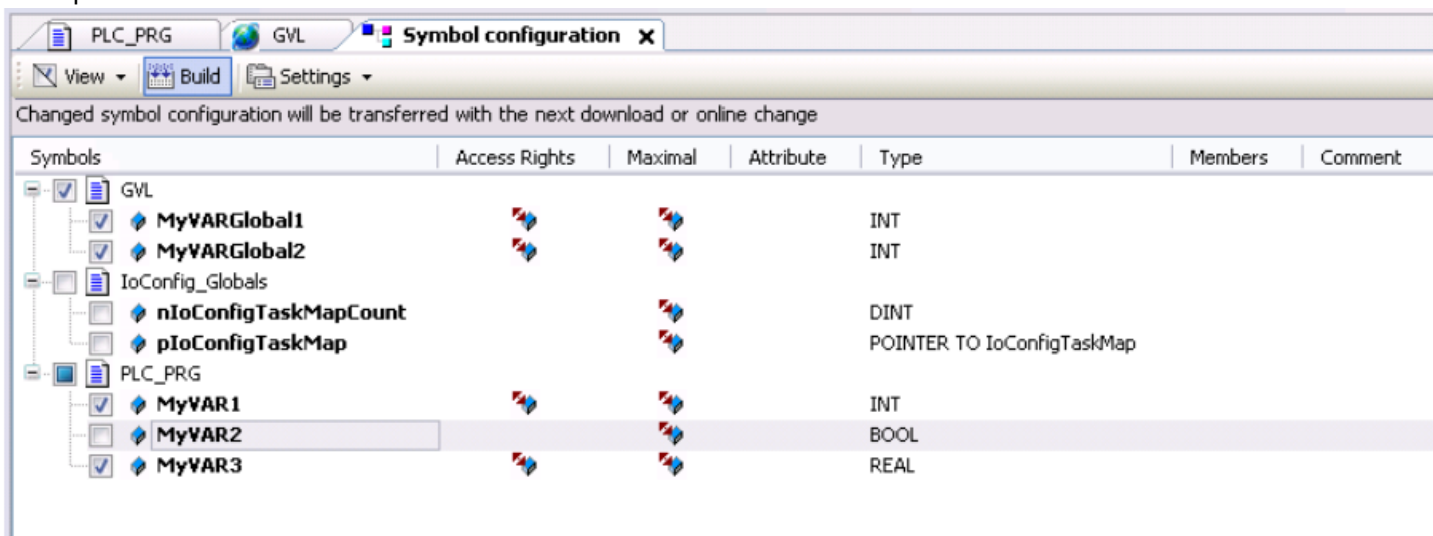 PLC_PRG GVL Symbol configuration x
View Build Settings
Changed symbol configuration will be transferred with the next download or online change
Symbols Access Rights Maximal Attribute Type Members Comment
GVL
MyVARGlobal1 INT
MyVARGlobal2 INT
IoConfig_Globals
nIoConfigTaskMapCount DINT
pIoConfigTaskMap POINTER TO IoConfigTaskMap
PLC_PRG
MyVAR1 INT
MyVAR2 BOOL
MyVAR3 REAL